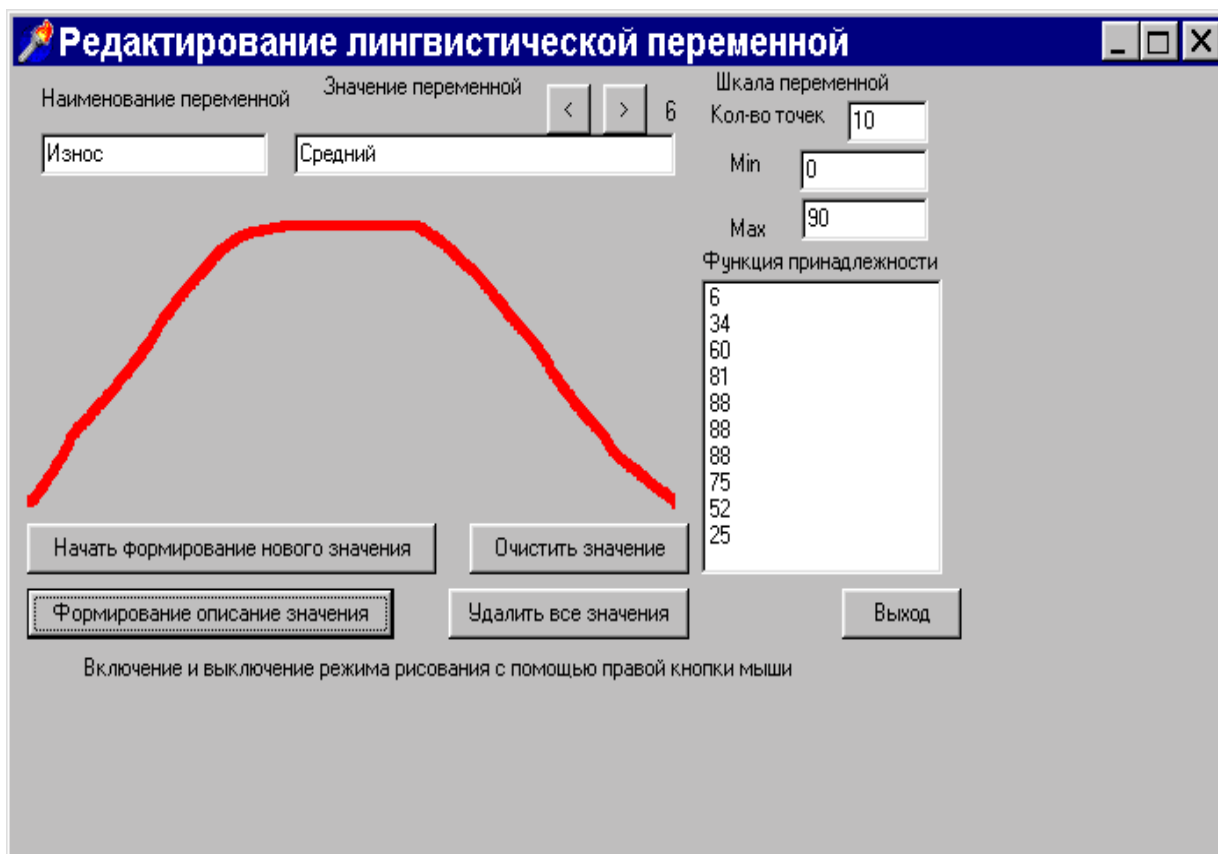 Редактирование лингвистической переменной
Наименование переменной
Значение переменной
< > 6
Износ
Средний
Шкала переменной
Кол-во точек 10
Min 0
Max 90
Функция принадлежности
6
34
60
81
88
88
88
75
52
25
Начать формирование нового значения
Очистить значение
Формирование описание значения
Удалить все значения
Выход
Включение и выключение режима рисования с помощью правой кнопки мыши